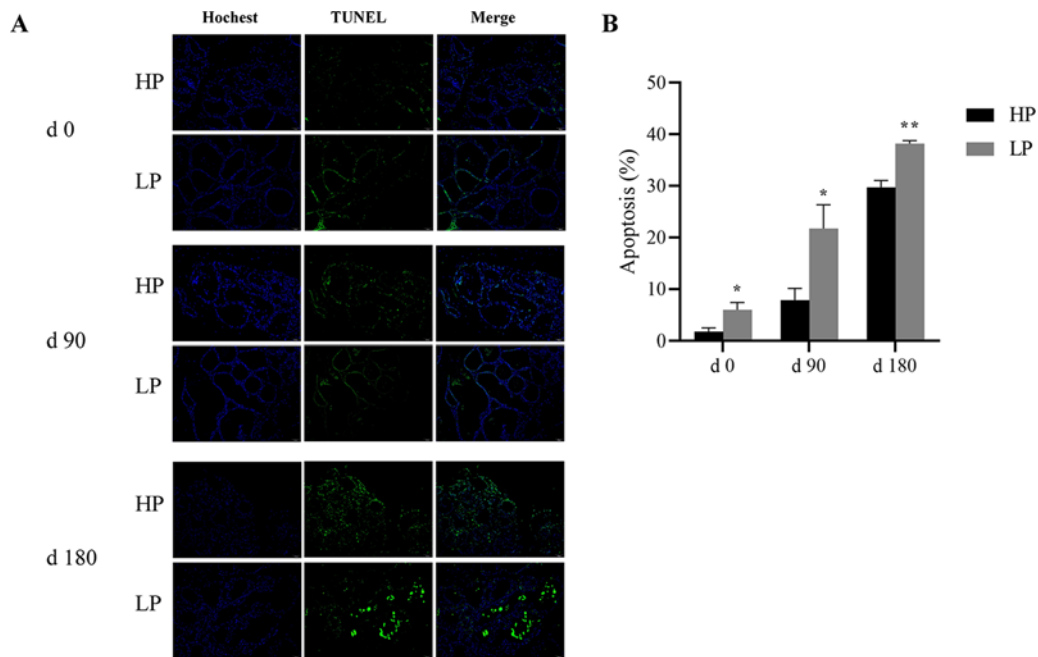 A
Hochest TUNEL Merge
d 0
HP
LP
d 90
HP
LP
d 180
HP
LP
B
Apoptosis (%)
50
40
30
20
10
0
* * **
d 0 d 90 d 180
HP
LP